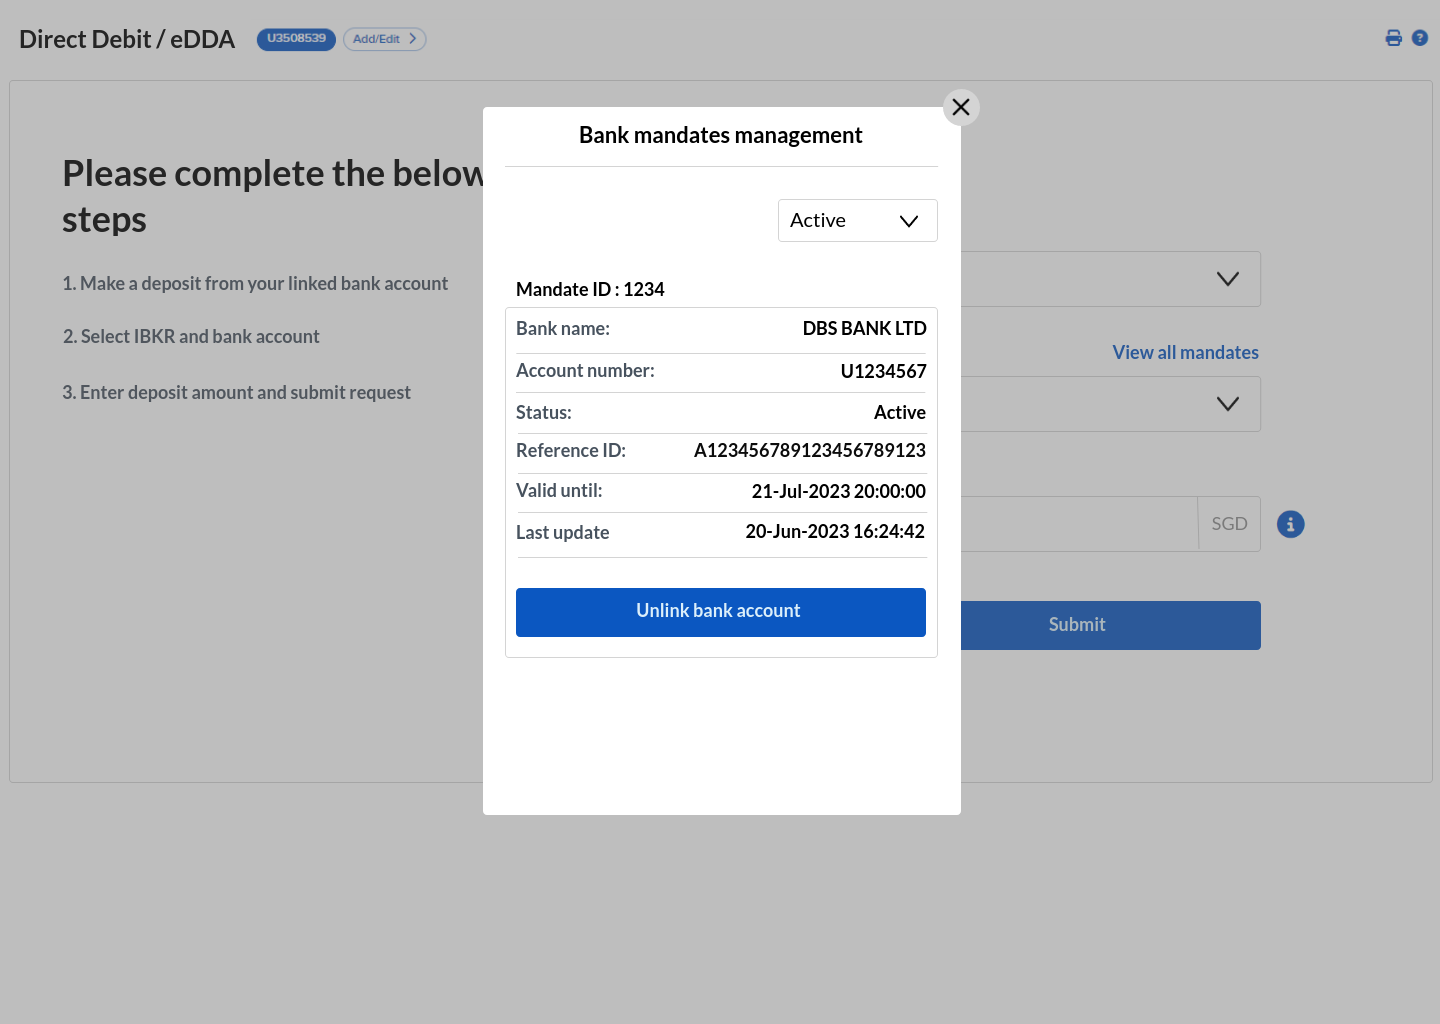 Direct Debit / eDDA
U3508539
Add/Edit
Please complete the below
steps
1. Make a deposit from your linked bank account
2. Select IBKR and bank account
3. Enter deposit amount and submit request
Bank mandates management
Active
Mandate ID : 1234
Bank name: DBS BANK LTD
Account number: U1234567
Status: Active
Reference ID: A123456789123456789123
Valid until: 21-Jul-2023 20:00:00
Last update 20-Jun-2023 16:24:42
Unlink bank account
View all mandates
SGD
Submit